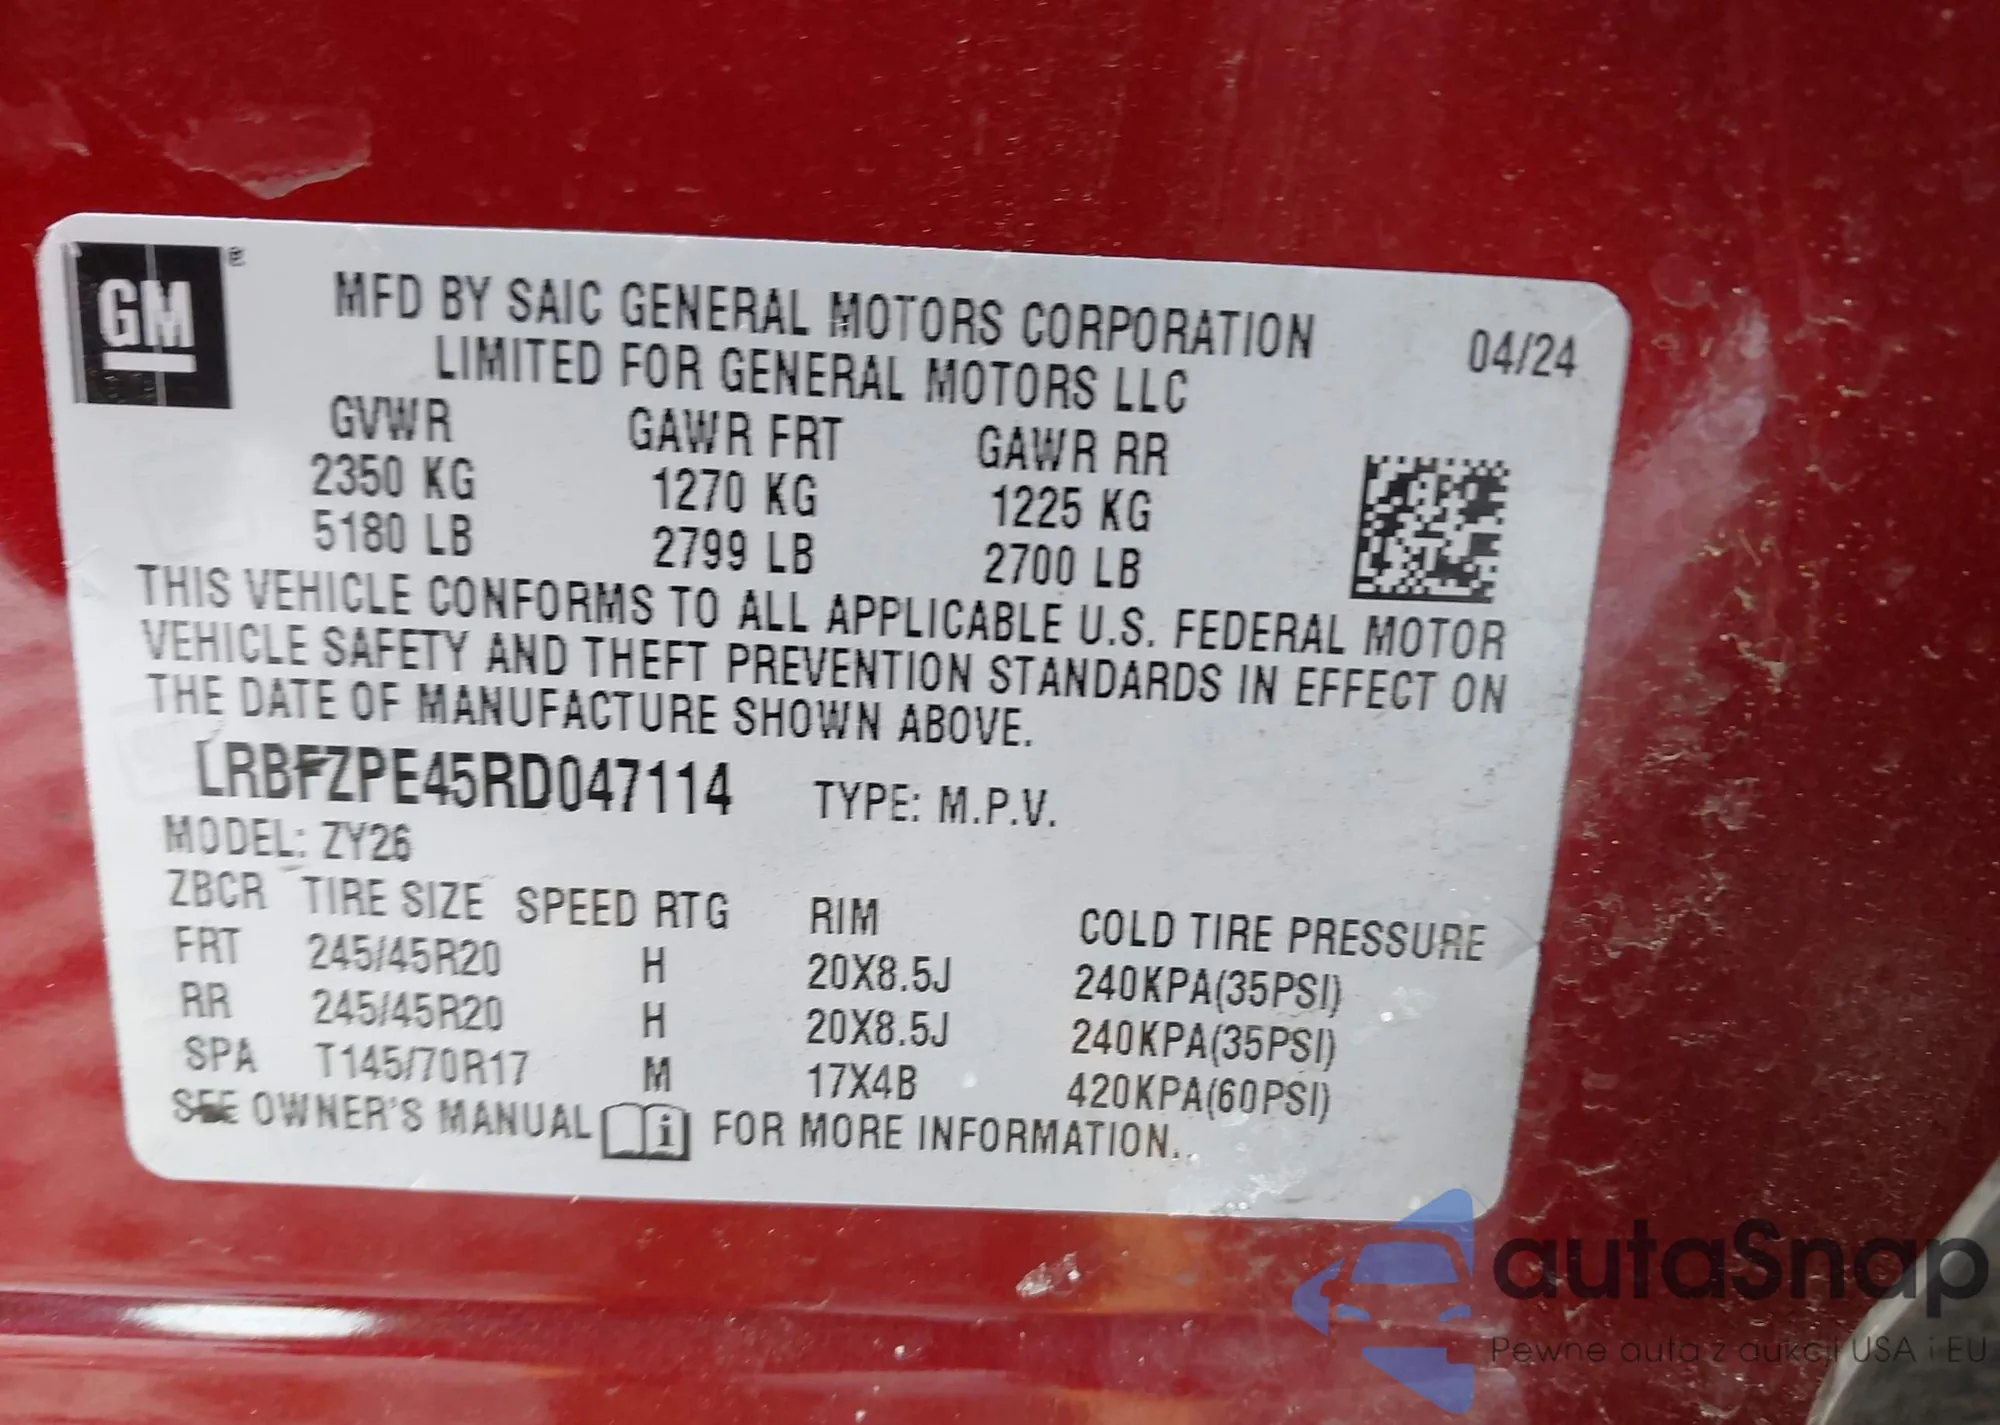 GM ®
MFD BY SAIC GENERAL MOTORS CORPORATION
LIMITED FOR GENERAL MOTORS LLC
04/24
GVWR GAWR FRT GAWR RR
2350 KG 1270 KG 1225 KG
5180 LB 2799 LB 2700 LB
THIS VEHICLE CONFORMS TO ALL APPLICABLE U.S. FEDERAL MOTOR
VEHICLE SAFETY AND THEFT PREVENTION STANDARDS IN EFFECT ON
THE DATE OF MANUFACTURE SHOWN ABOVE.
LRBFZPE45RD047114 TYPE: M.P.V.
MODEL: ZY26
ZBCR TIRE SIZE SPEED RTG RIM COLD TIRE PRESSURE
FRT 245/45R20 H 20X8.5J 240KPA(35PSI)
RR 245/45R20 H 20X8.5J 240KPA(35PSI)
SPA T145/70R17 M 17X4B 420KPA(60PSI)
SEE OWNER'S MANUAL i FOR MORE INFORMATION.
autaSnap
Pewne auta z aukcji USA i EU